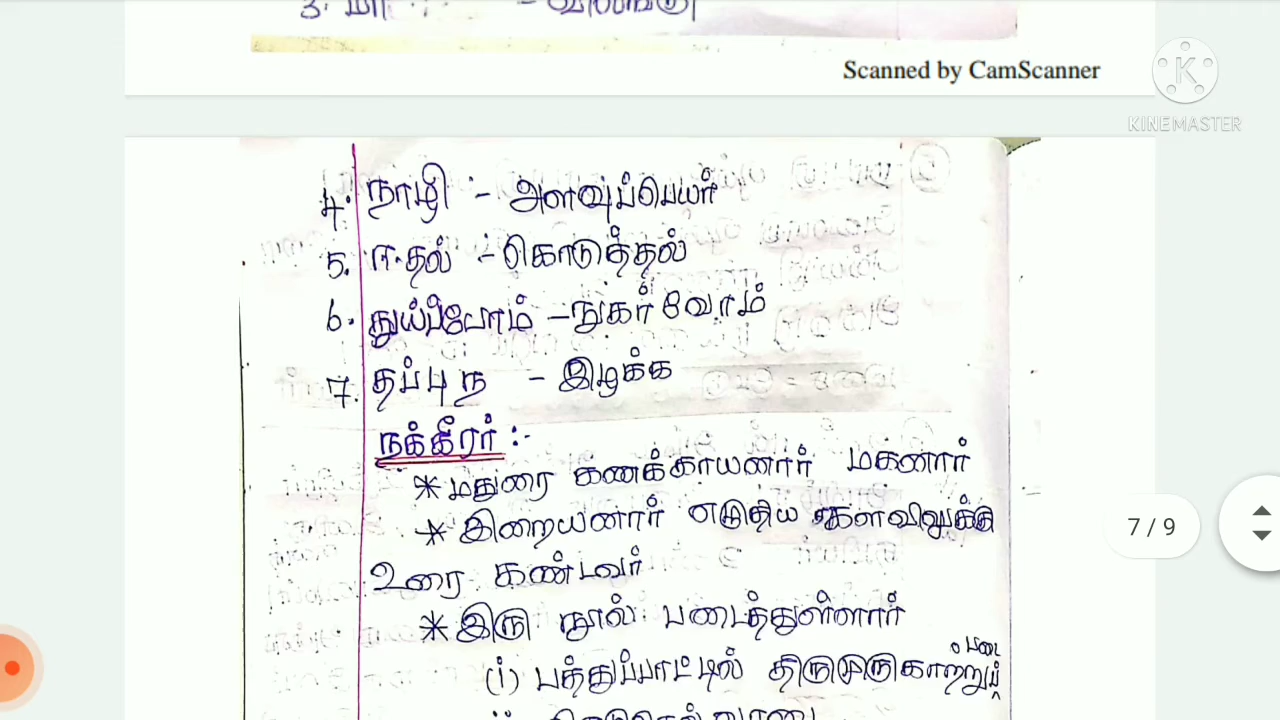 Scanned by CamScanner
KINEMASTER
4. நாழி - அளவுப்பெயர்
5. ஈதல் - கொடுத்தல்
6. துய்ப்போம் - நுகர்வோம்
7. தப்புந - இழக்க
நக்கீரர் :-
* மதுரை கணக்காயனார் மகனார்
* இறையனார் எழுதிய களவியலுக்கு
உரை கண்டவர்
* இரு நூல் படைத்துள்ளார்
(i) பத்துப்பாட்டில் திருமுருகாற்றுப்படை
7 / 9